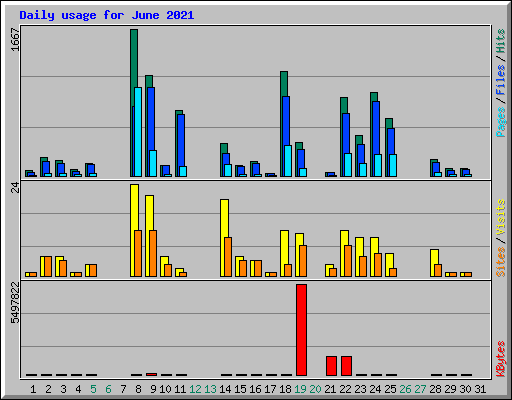 Daily usage for June 2021
1667
Pages / Files / Hits
24
Sites / Visits
5497822
KBytes
1 2 3 4 5 6 7 8 9 10 11 12 13 14 15 16 17 18 19 20 21 22 23 24 25 26 27 28 29 30 31